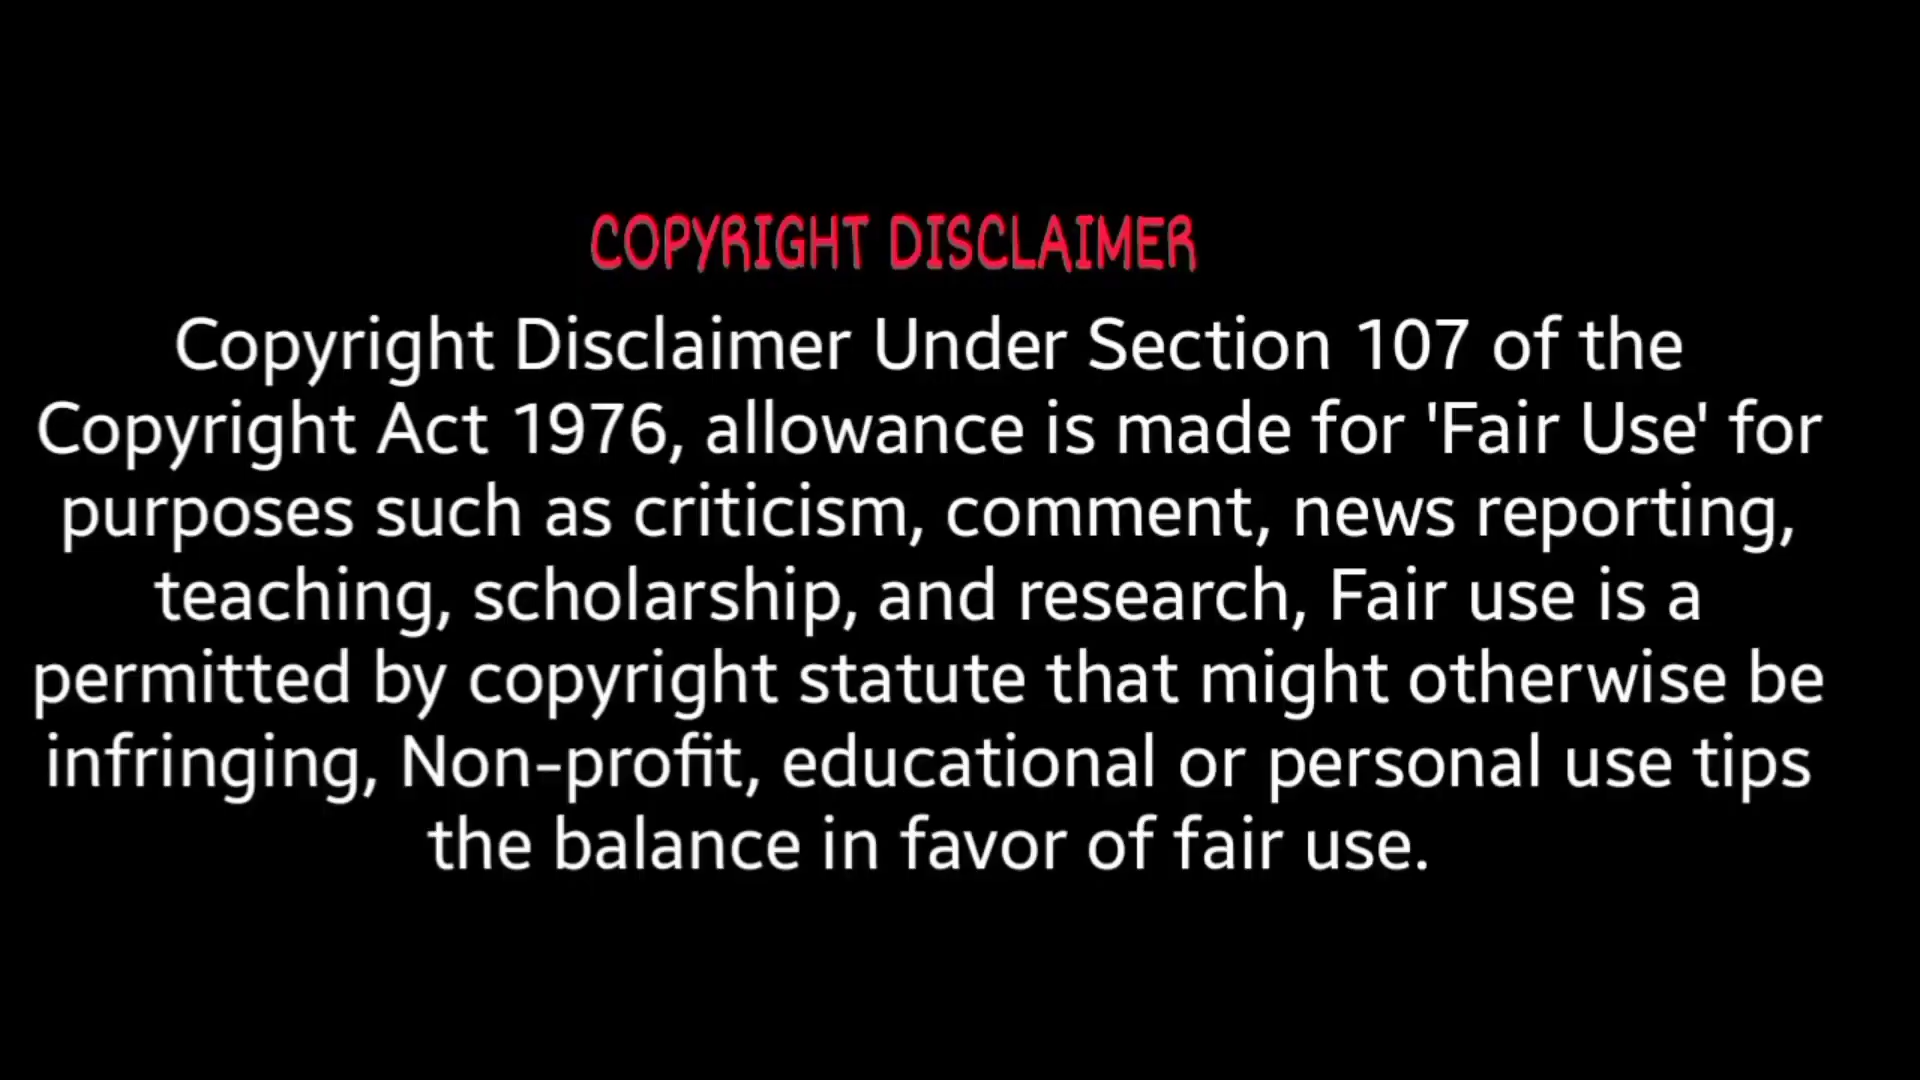 COPYRIGHT DISCLAIMER
Copyright Disclaimer Under Section 107 of the
Copyright Act 1976, allowance is made for 'Fair Use' for
purposes such as criticism, comment, news reporting,
teaching, scholarship, and research, Fair use is a
permitted by copyright statute that might otherwise be
infringing, Non-profit, educational or personal use tips
the balance in favor of fair use.